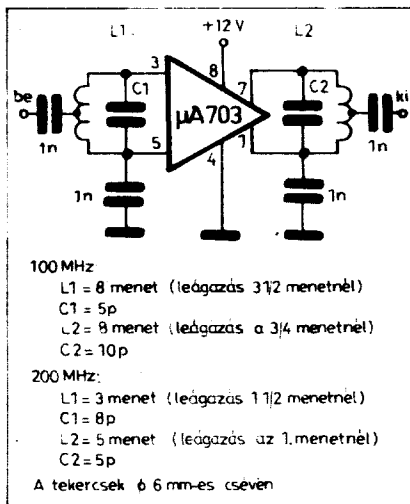 L1
+12 V
L2
be
1n
C1
3
5
μA703
8
4
7
1
C2
ki
1n
1n
1n
100 MHz
L1 = 8 menet (leágazás 3 1/2 menetnél)
C1 = 5p
L2 = 8 menet (leágazás a 3/4 menetnél)
C2 = 10p
200 MHz:
L1 = 3 menet (leágazás 1 1/2 menetnél)
C1 = 8p
L2 = 5 menet (leágazás az 1. menetnél)
C2 = 5p
A tekercsek ϕ 6 mm-es csévén